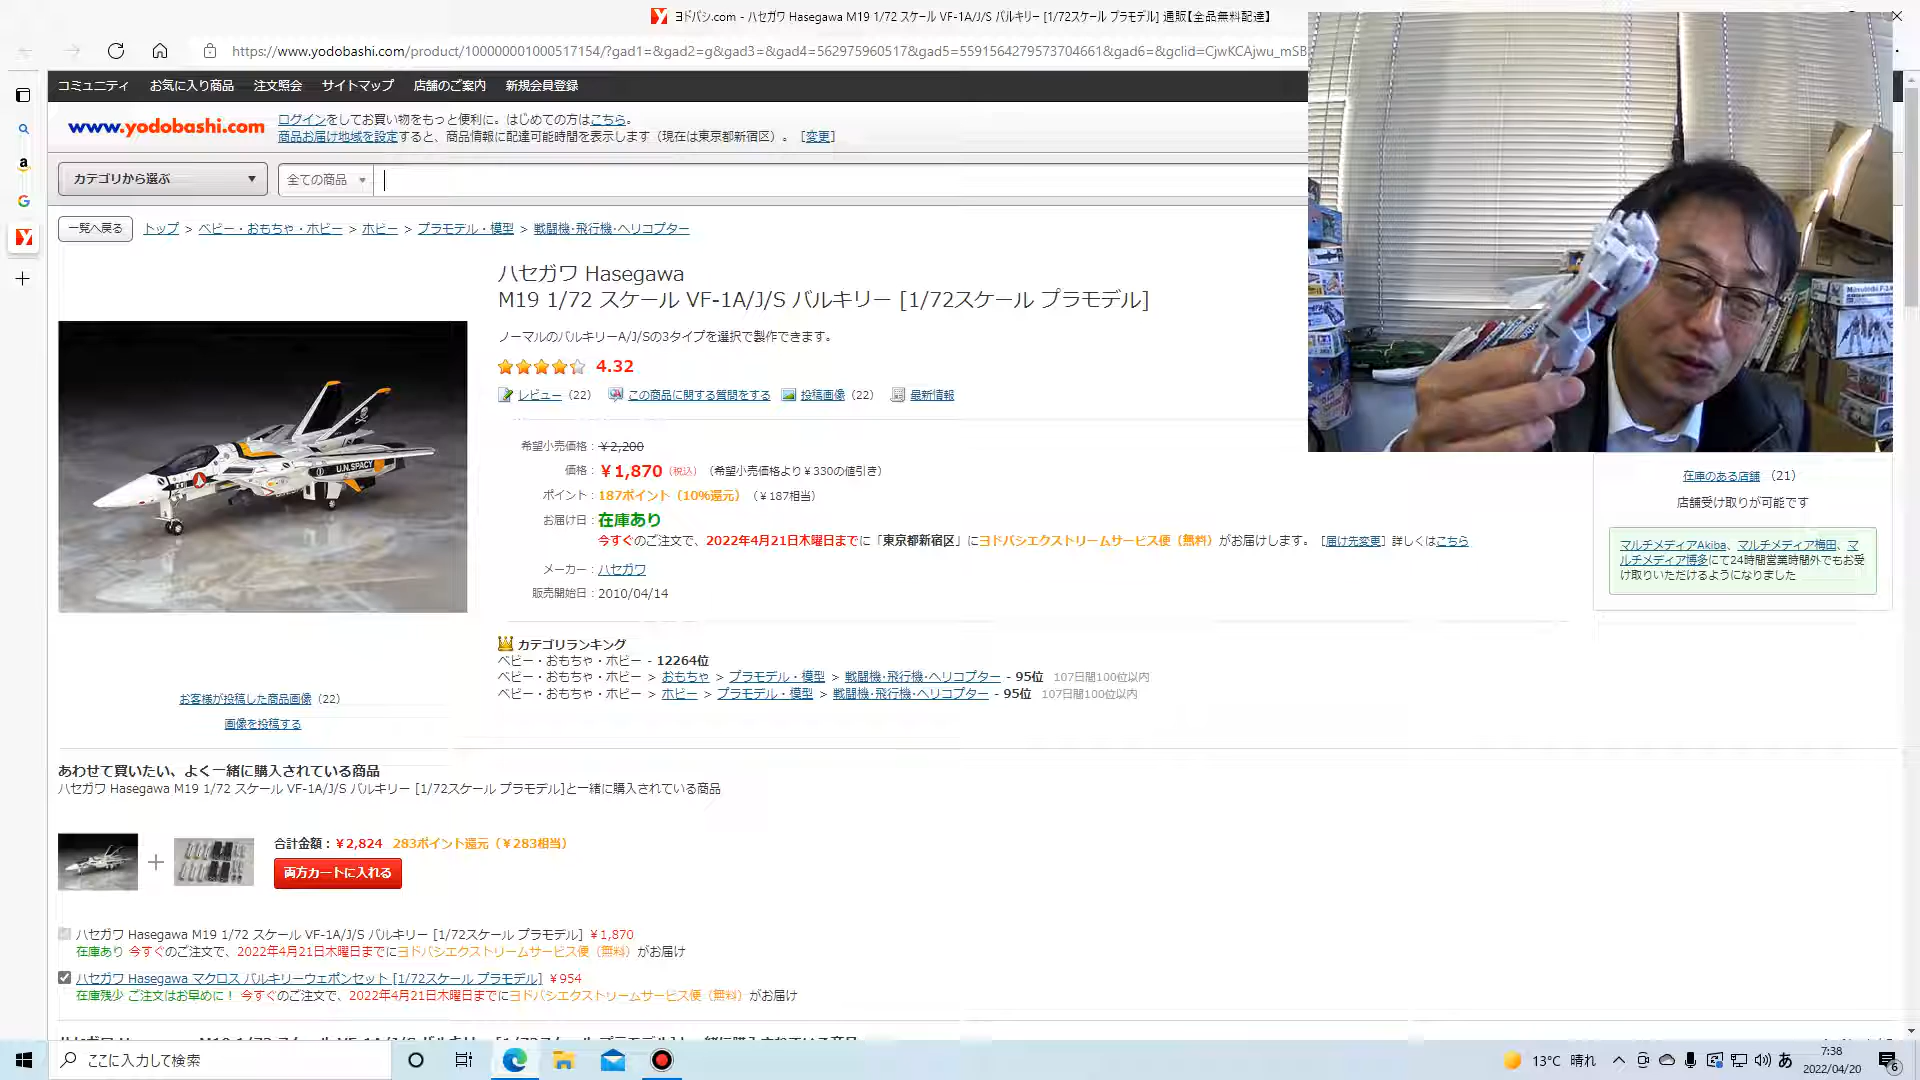 ヨドバシ.com - ハセガワ Hasegawa M19 1/72 スケール VF-1A/J/S バルキリー [1/72スケール プラモデル] 通販【全品無料配達】
https://www.yodobashi.com/product/100000001000517154/?gad1=&gad2=g&gad3=&gad4=562975960517&gad5=5591564279573704661&gad6=&gclid=CjwKCAjwu_mSB
コミュニティ お気に入り商品 注文照会 サイトマップ 店舗のご案内 新規会員登録
www.yodobashi.com
ログインをしてお買い物をもっと便利に。はじめての方はこちら。
商品お届け地域を設定すると、商品情報に配達可能時間を表示します（現在は東京都新宿区）。 [変更]
カテゴリから選ぶ ▼ 全ての商品 ▼
一覧へ戻る トップ > ベビー・おもちゃ・ホビー > ホビー > プラモデル・模型 > 戦闘機・飛行機・ヘリコプター
ハセガワ Hasegawa
M19 1/72 スケール VF-1A/J/S バルキリー [1/72スケール プラモデル]
ノーマルのバルキリーA/J/Sの3タイプを選択で製作できます。
4.32
レビュー（22） この商品に関する質問をする 投稿画像（22） 最新情報
U.N.SPACY
希望小売価格：￥2,200
価格：￥1,870（税込）（希望小売価格より￥330の値引き）
ポイント：187ポイント（10%還元）（￥187相当）
お届け日：在庫あり
今すぐのご注文で、2022年4月21日木曜日までに「東京都新宿区」にヨドバシエクストリームサービス便（無料）がお届けします。 [届け先変更] 詳しくはこちら
メーカー：ハセガワ
販売開始日：2010/04/14
在庫のある店舗（21）
店舗受け取りが可能です
マルチメディアAkiba、マルチメディア梅田、マ
ルチメディア博多にて24時間営業時間外でもお受
け取りいただけるようになりました
カテゴリランキング
ベビー・おもちゃ・ホビー - 12264位
ベビー・おもちゃ・ホビー > おもちゃ > プラモデル・模型 > 戦闘機・飛行機・ヘリコプター - 95位 107日間100位以内
ベビー・おもちゃ・ホビー > ホビー > プラモデル・模型 > 戦闘機・飛行機・ヘリコプター - 95位 107日間100位以内
お客様が投稿した商品画像（22）
画像を投稿する
あわせて買いたい、よく一緒に購入されている商品
ハセガワ Hasegawa M19 1/72 スケール VF-1A/J/S バルキリー [1/72スケール プラモデル]と一緒に購入されている商品
合計金額：￥2,824 283ポイント還元（￥283相当）
両方カートに入れる
ハセガワ Hasegawa M19 1/72 スケール VF-1A/J/S バルキリー [1/72スケール プラモデル] ￥1,870
在庫あり 今すぐのご注文で、2022年4月21日木曜日までにヨドバシエクストリームサービス便（無料）がお届け
ハセガワ Hasegawa マクロス バルキリーウェポンセット [1/72スケール プラモデル] ￥954
在庫残少 ご注文はお早めに！ 今すぐのご注文で、2022年4月21日木曜日までにヨドバシエクストリームサービス便（無料）がお届け
ここに入力して検索
13°C 晴れ
あ
7:38
2022/04/20
6